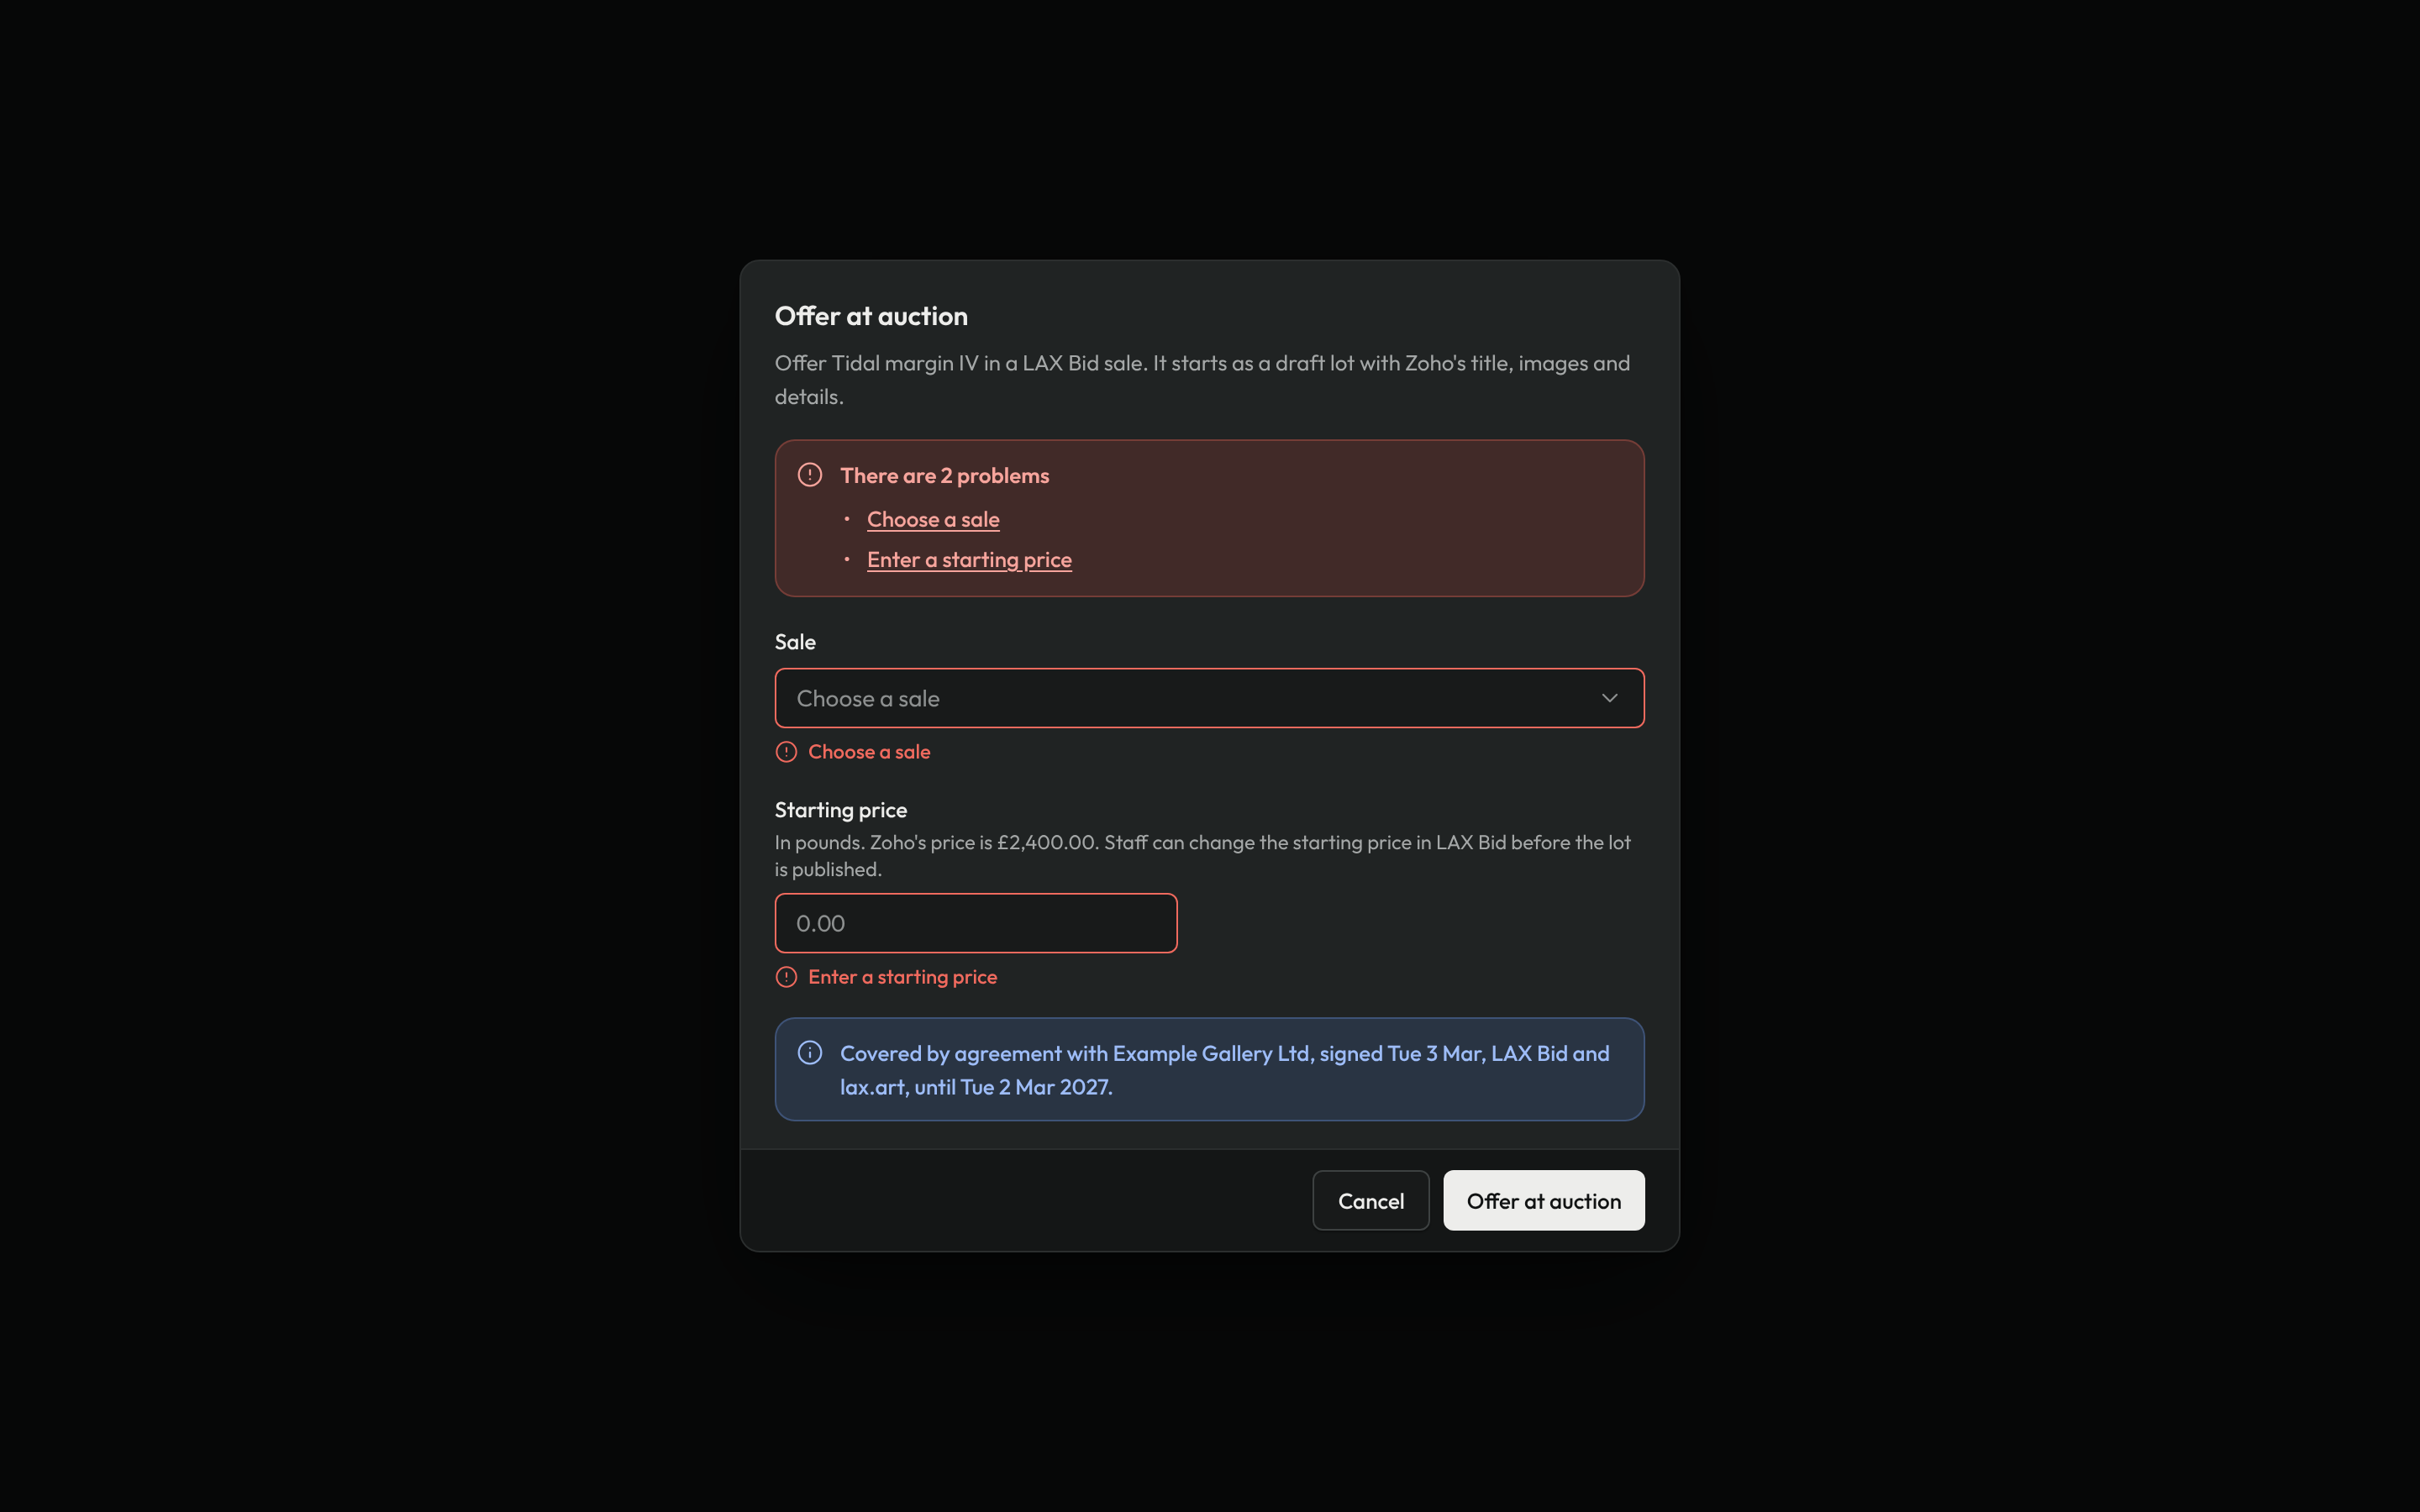 Offer at auction
Offer Tidal margin IV in a LAX Bid sale. It starts as a draft lot with Zoho's title, images and
details.
There are 2 problems
• Choose a sale
• Enter a starting price
Sale
Choose a sale
Choose a sale
Starting price
In pounds. Zoho's price is £2,400.00. Staff can change the starting price in LAX Bid before the lot
is published.
0.00
Enter a starting price
Covered by agreement with Example Gallery Ltd, signed Tue 3 Mar, LAX Bid and
lax.art, until Tue 2 Mar 2027.
Cancel
Offer at auction